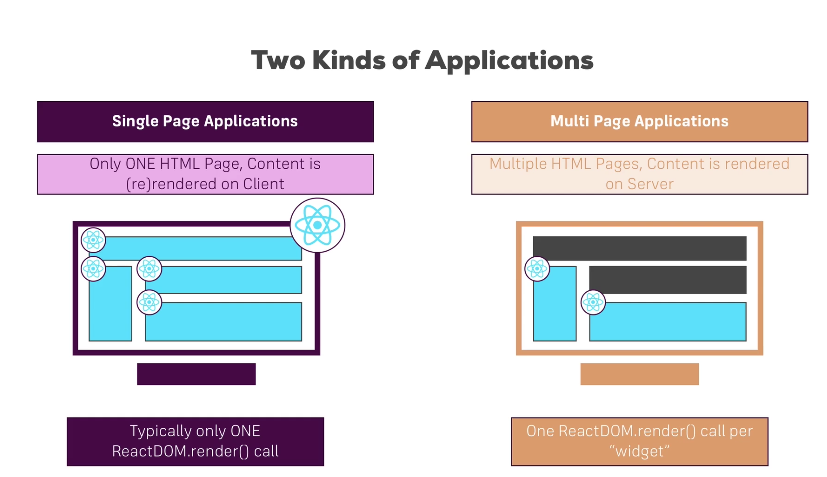 Two Kinds of Applications
Single Page Applications
Only ONE HTML Page, Content is
(re)rendered on Client
Typically only ONE
ReactDOM.render() call
Multi Page Applications
Multiple HTML Pages, Content is rendered
on Server
One ReactDOM.render() call per
"widget"